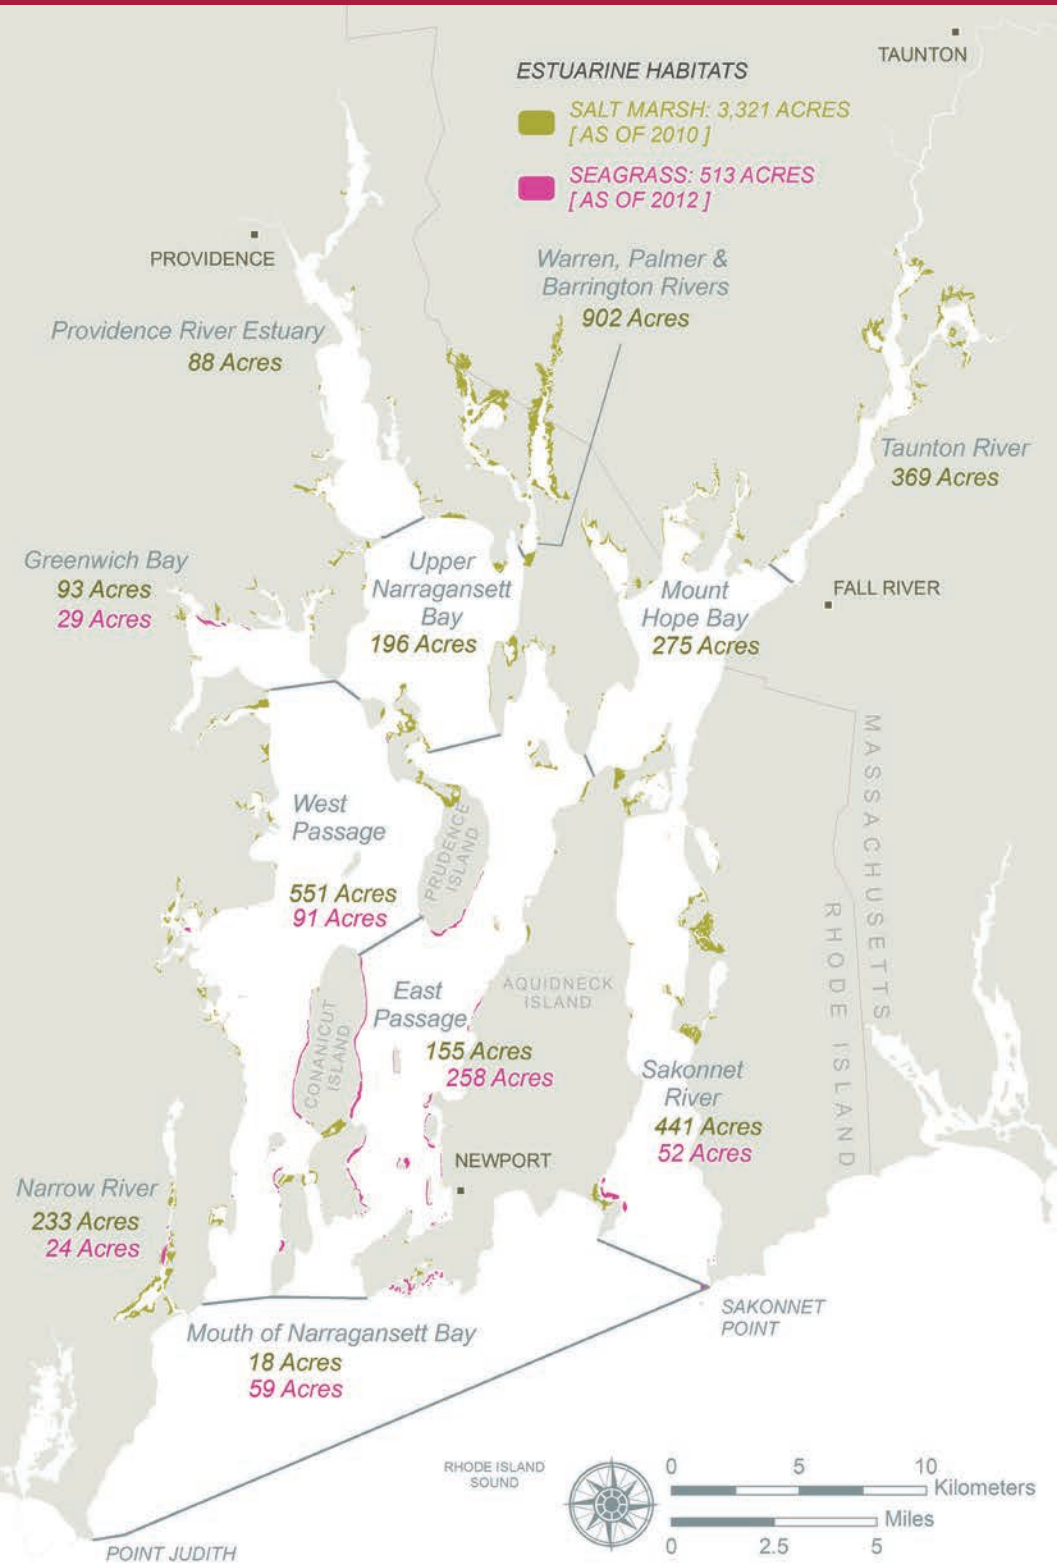 TAUNTON
ESTUARINE HABITATS
SALT MARSH: 3,321 ACRES
[ AS OF 2010 ]
SEAGRASS: 513 ACRES
[ AS OF 2012 ]
PROVIDENCE
Warren, Palmer &
Barrington Rivers
902 Acres
Providence River Estuary
88 Acres
Taunton River
369 Acres
Greenwich Bay
93 Acres
29 Acres
Upper
Narragansett
Bay
196 Acres
Mount
Hope Bay
275 Acres
FALL RIVER
MASSACHUSETTS
RHODE ISLAND
West
Passage
551 Acres
91 Acres
PRUDENCE
ISLAND
CONANICUT
ISLAND
East
Passage
155 Acres
258 Acres
AQUIDNECK
ISLAND
Sakonnet
River
441 Acres
52 Acres
NEWPORT
Narrow River
233 Acres
24 Acres
Mouth of Narragansett Bay
18 Acres
59 Acres
SAKONNET
POINT
RHODE ISLAND
SOUND
0 5 10
Kilometers
Miles
0 2.5 5
POINT JUDITH